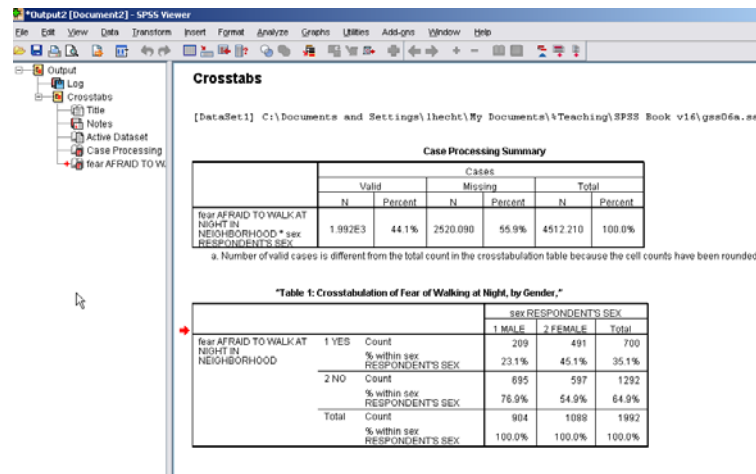 *Output2 [Document2] - SPSS Viewer
File Edit View Data Transform Insert Format Analyze Graphs Utilities Add-ons Window Help
Output
Log
Crosstabs
Title
Notes
Active Dataset
Case Processing
fear AFRAID TO W
Crosstabs
[DataSet1] C:\Documents and Settings\lhecht\My Documents\%Teaching\SPSS Book v16\gss06a.sa
Case Processing Summary
Cases
Valid Missing Total
N Percent N Percent N Percent
fear AFRAID TO WALK AT
NIGHT IN
NEIGHBORHOOD * sex
RESPONDENT'S SEX
1.992E3 44.1% 2520.090 55.9% 4512.210 100.0%
a. Number of valid cases is different from the total count in the crosstabulation table because the cell counts have been rounded
"Table 1: Crosstabulation of Fear of Walking at Night, by Gender,"
sex RESPONDENT'S SEX
1 MALE 2 FEMALE Total
fear AFRAID TO WALK AT
NIGHT IN
NEIGHBORHOOD
1 YES Count 209 491 700
% within sex
RESPONDENT'S SEX 23.1% 45.1% 35.1%
2 NO Count 695 597 1292
% within sex
RESPONDENT'S SEX 76.9% 54.9% 64.9%
Total Count 904 1088 1992
% within sex
RESPONDENT'S SEX 100.0% 100.0% 100.0%